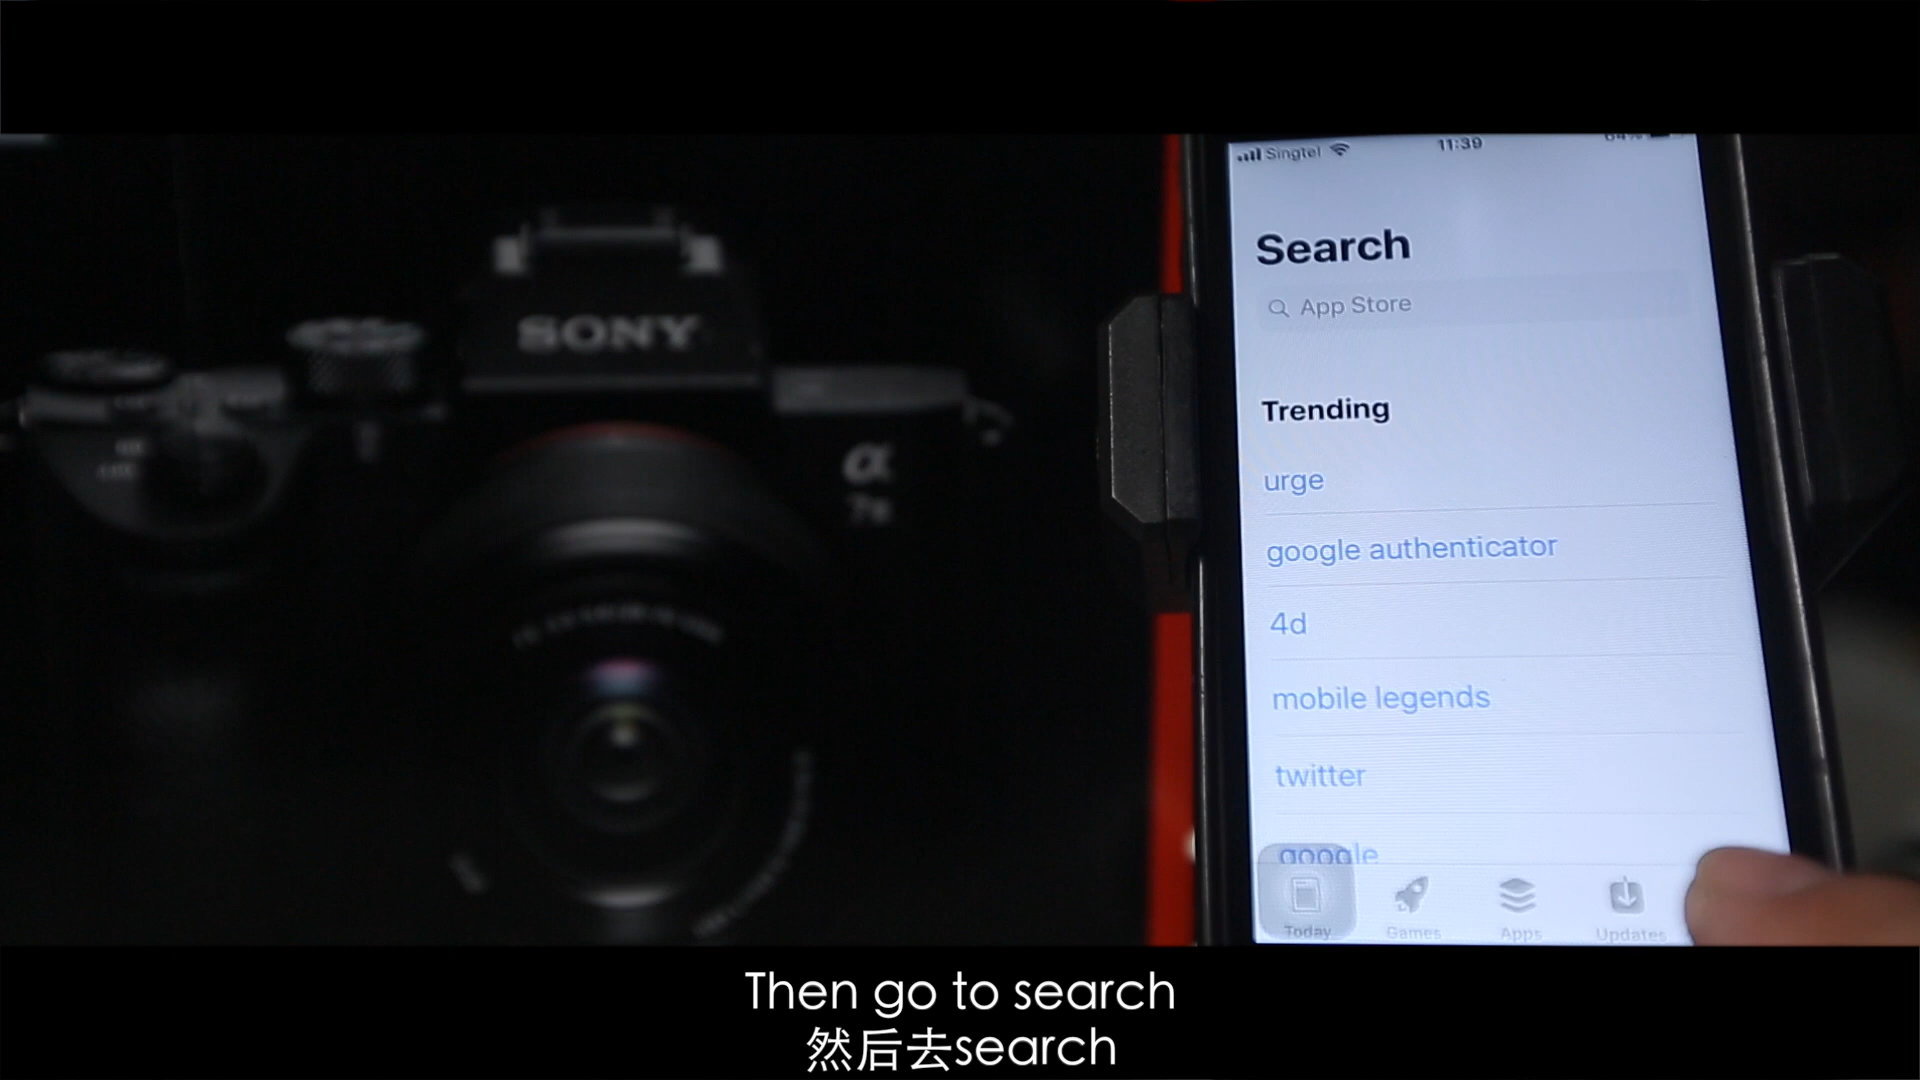 SONY
α
Singtel
11:39
Search
App Store
Trending
urge
google authenticator
4d
mobile legends
twitter
google
Today
Games
Apps
Updates
Then go to search
然后去search